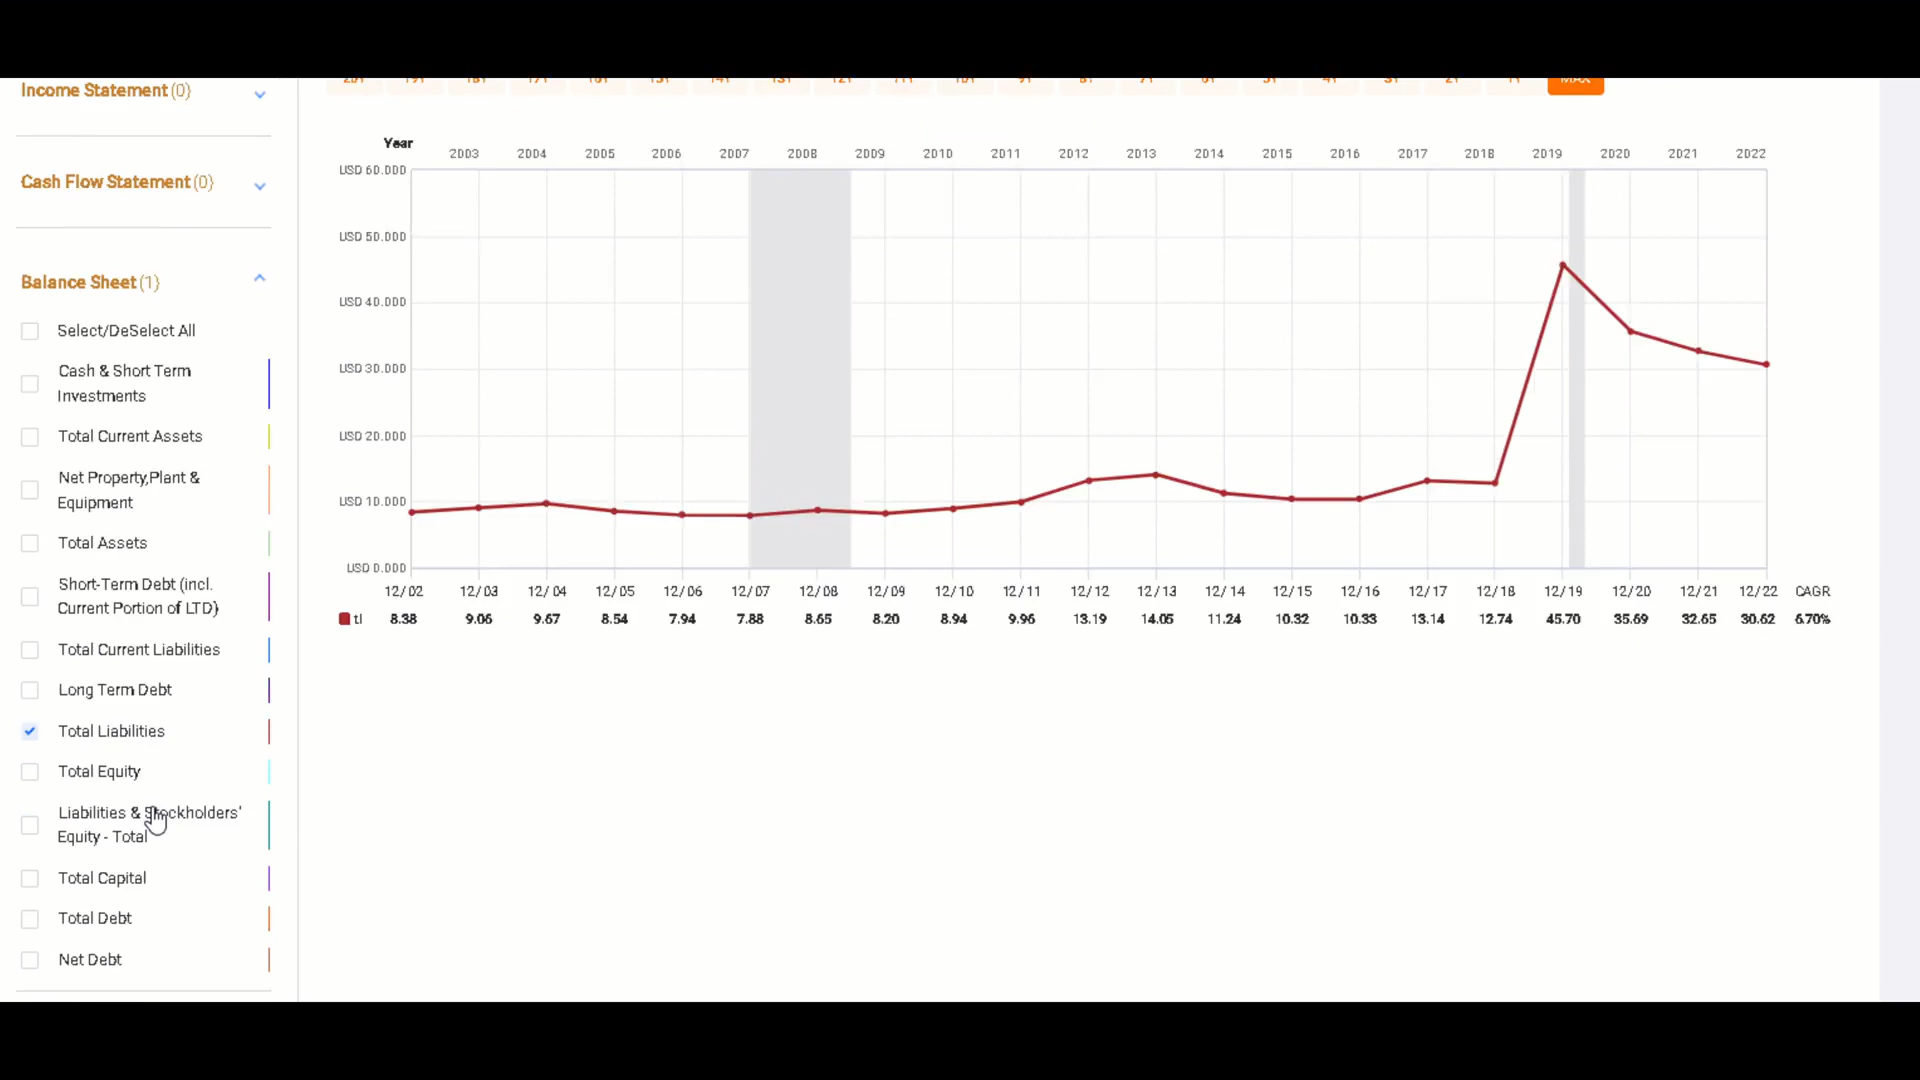 Income Statement (0)
Year
2003 2004 2005 2006 2007 2008 2009 2010 2011 2012 2013 2014 2015 2016 2017 2018 2019 2020 2021 2022
USD 60.000
Cash Flow Statement (0)
USD 50.000
Balance Sheet (1)
USD 40.000
Select/DeSelect All
Cash & Short Term
Investments
USD 30.000
Total Current Assets
USD 20.000
Net Property,Plant &
Equipment
USD 10.000
Total Assets
USD 0.000
Short-Term Debt (incl.
Current Portion of LTD)
12/02 12/03 12/04 12/05 12/06 12/07 12/08 12/09 12/10 12/11 12/12 12/13 12/14 12/15 12/16 12/17 12/18 12/19 12/20 12/21 12/22 CAGR
tl 8.38 9.06 9.67 8.54 7.94 7.88 8.65 8.20 8.94 9.96 13.19 14.05 11.24 10.32 10.33 13.14 12.74 45.70 35.69 32.65 30.62 6.70%
Total Current Liabilities
Long Term Debt
Total Liabilities
Total Equity
Liabilities & Stockholders'
Equity - Total
Total Capital
Total Debt
Net Debt